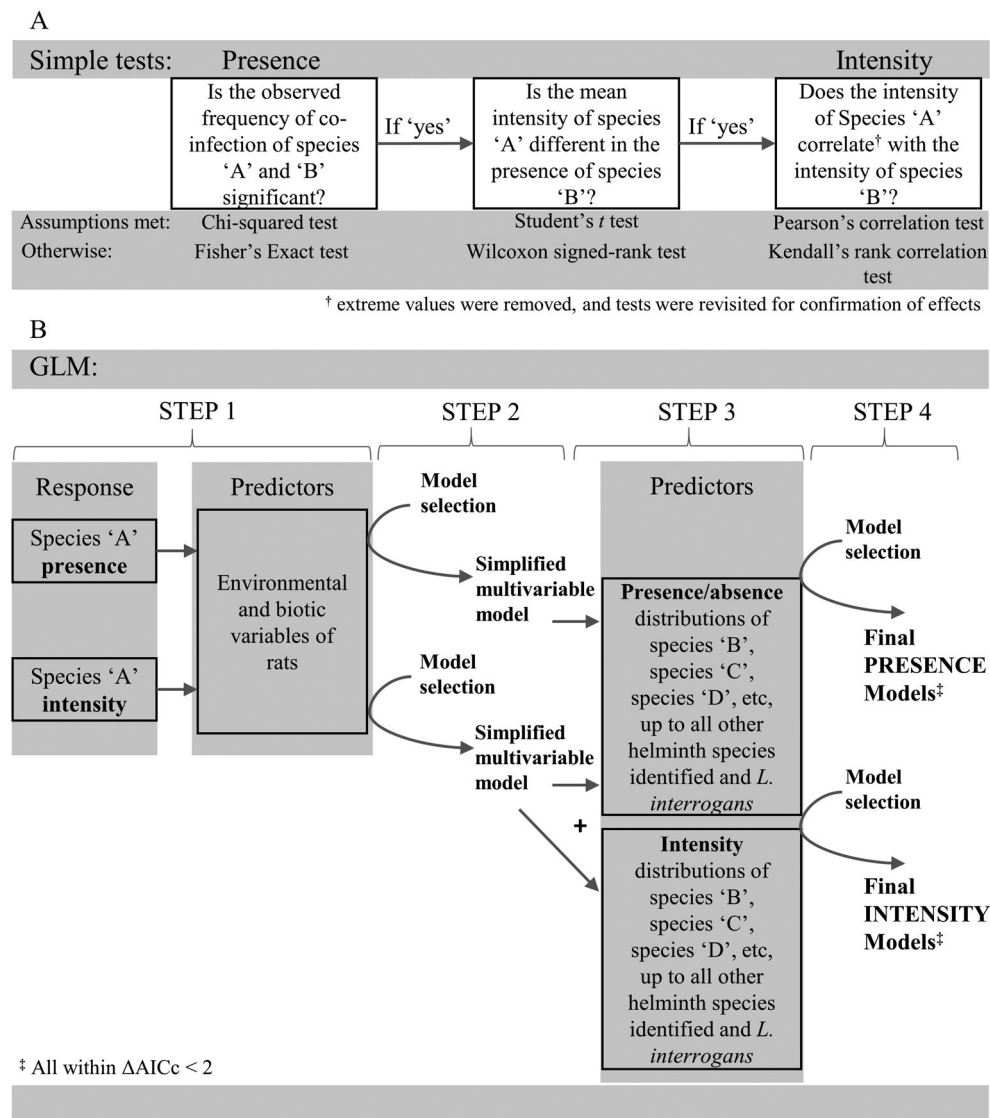 A
Simple tests: Presence Intensity
Is the observed
frequency of co-
infection of species
‘A’ and ‘B’
significant?
If ‘yes’
Is the mean
intensity of species
‘A’ different in the
presence of species
‘B’?
If ‘yes’
Does the intensity
of Species ‘A’
correlate† with the
intensity of species
‘B’?
Assumptions met: Chi-squared test Student’s t test Pearson’s correlation test
Otherwise: Fisher’s Exact test Wilcoxon signed-rank test Kendall’s rank correlation
test
† extreme values were removed, and tests were revisited for confirmation of effects
B
GLM:
STEP 1 STEP 2 STEP 3 STEP 4
Response
Species ‘A’
presence
Species ‘A’
intensity
Predictors
Environmental
and biotic
variables of
rats
Model
selection
Simplified
multivariable
model
Model
selection
Simplified
multivariable
model
+
Predictors
Presence/absence
distributions of
species ‘B’,
species ‘C’,
species ‘D’, etc,
up to all other
helminth species
identified and L.
interrogans
Intensity
distributions of
species ‘B’,
species ‘C’,
species ‘D’, etc,
up to all other
helminth species
identified and L.
interrogans
Model
selection
Final
PRESENCE
Models‡
Model
selection
Final
INTENSITY
Models‡
‡ All within ΔAICc < 2